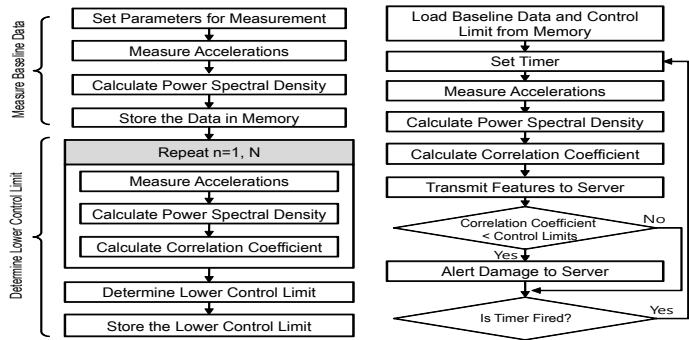 Measure Baseline Data
Set Parameters for Measurement
Measure Accelerations
Calculate Power Spectral Density
Store the Data in Memory
Determine Lower Control Limit
Repeat n=1, N
Measure Accelerations
Calculate Power Spectral Density
Calculate Correlation Coefficient
Determine Lower Control Limit
Store the Lower Control Limit
Load Baseline Data and Control
Limit from Memory
Set Timer
Measure Accelerations
Calculate Power Spectral Density
Calculate Correlation Coefficient
Transmit Features to Server
Correlation Coefficient
< Control Limits
No
Yes
Alert Damage to Server
Is Timer Fired?
Yes